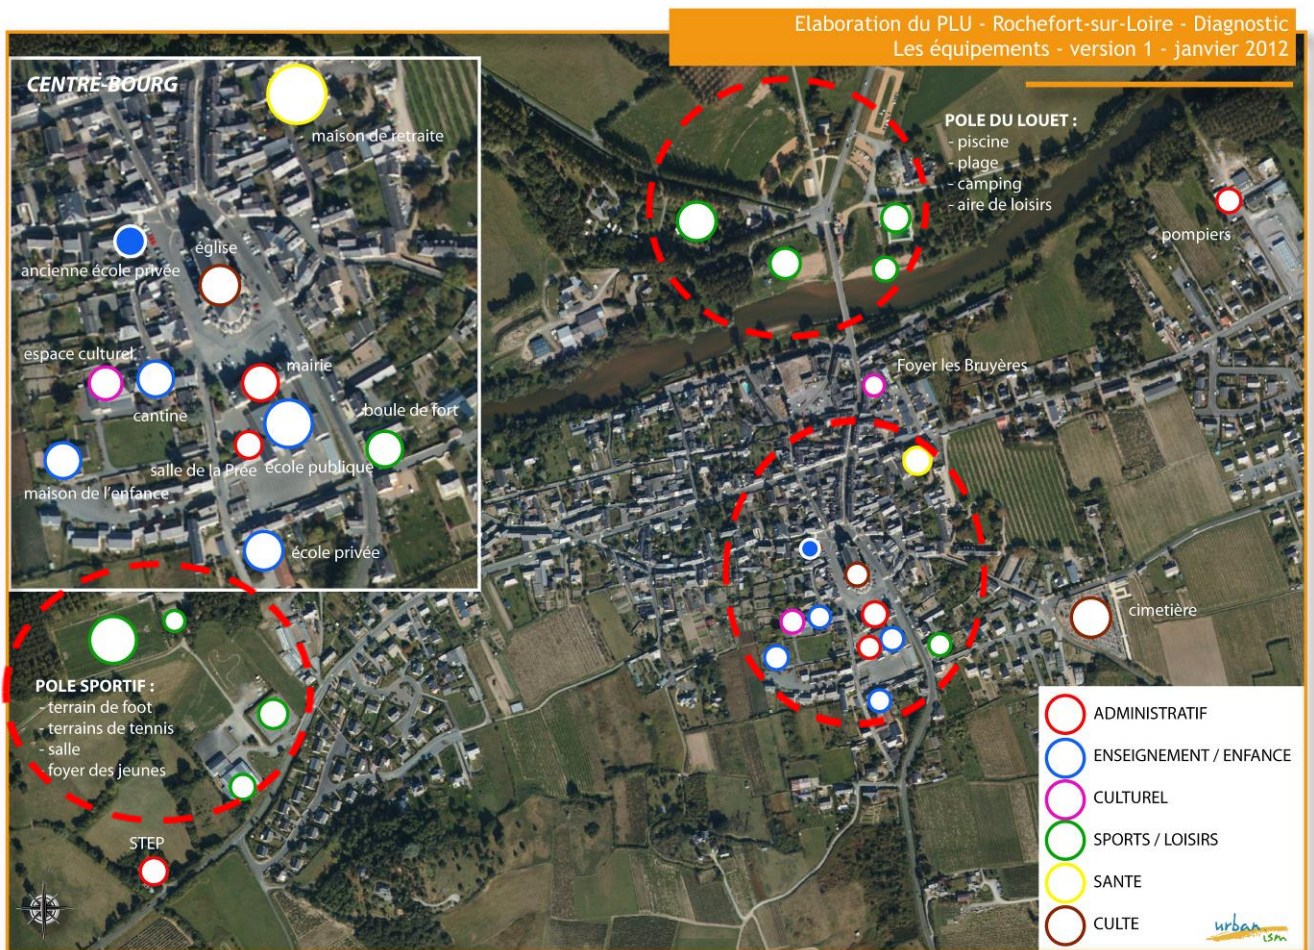 Elaboration du PLU - Rochefort-sur-Loire - Diagnostic
Les équipements - version 1 - janvier 2012
CENTRE-BOURG
maison de retraite
église
ancienne école privée
espace culturel
cantine
mairie
boule de fort
salle de la Prée
école publique
maison de l'enfance
école privée
POLE DU LOUET :
- piscine
- plage
- camping
- aire de loisirs
pompiers
Foyer les Bruyères
cimetière
POLE SPORTIF :
- terrain de foot
- terrains de tennis
- salle
- foyer des jeunes
STEP
ADMINISTRATIF
ENSEIGNEMENT / ENFANCE
CULTUREL
SPORTS / LOISIRS
SANTE
CULTE
urban
ism